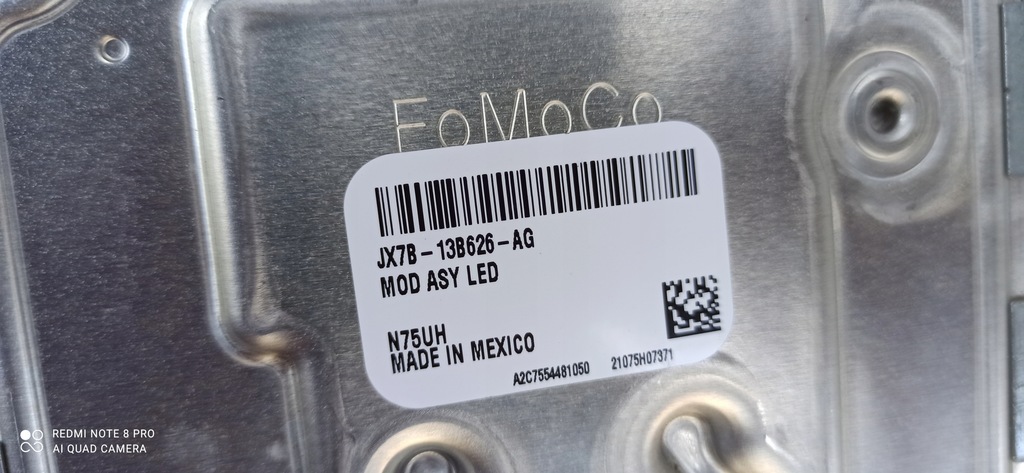 FoMoCo
JX7B-13B626-AG
MOD ASY LED
N75UH
MADE IN MEXICO
A2C7554481050 21075H07371
REDMI NOTE 8 PRO
AI QUAD CAMERA